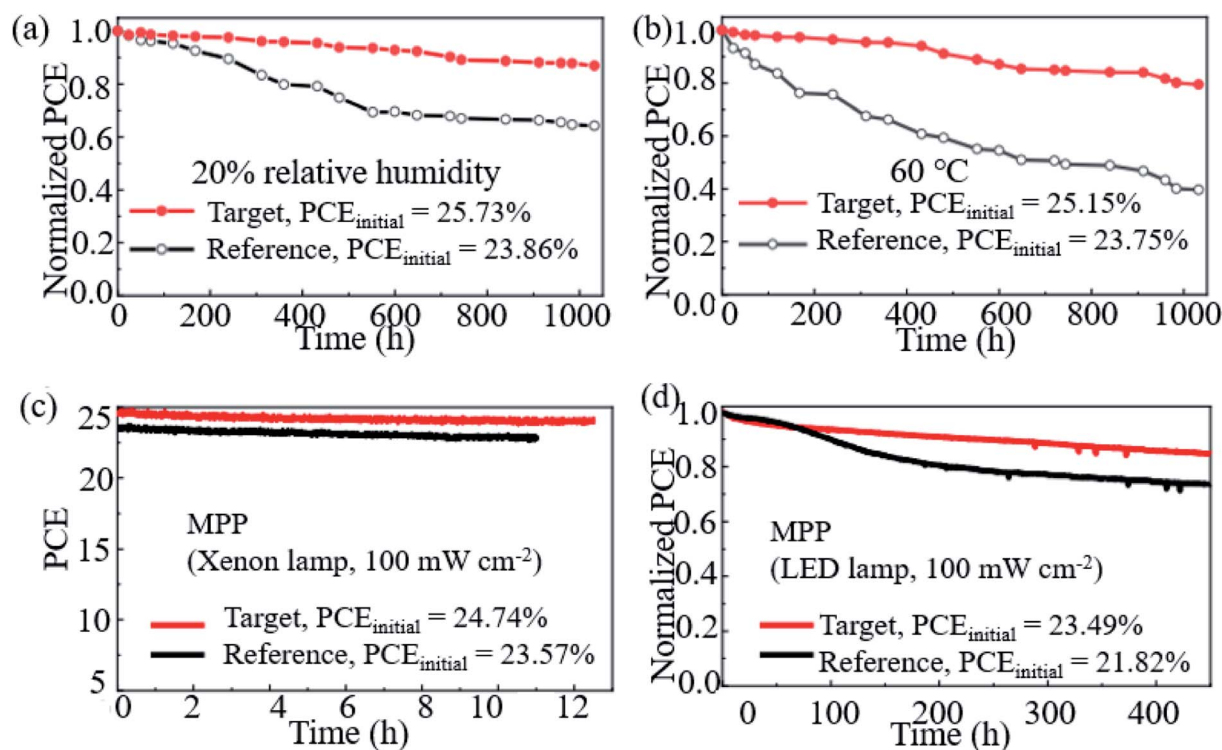 (a)
1.0
0.8
0.6
0.4
0.2
0.0
Normalized PCE
20% relative humidity
Target, PCEinitial = 25.73%
Reference, PCEinitial = 23.86%
0 200 400 600 800 1000
Time (h)
(b)
1.0
0.8
0.6
0.4
0.2
0.0
Normalized PCE
60 °C
Target, PCEinitial = 25.15%
Reference, PCEinitial = 23.75%
0 200 400 600 800 1000
Time (h)
(c)
25
20
15
10
5
PCE
MPP
(Xenon lamp, 100 mW cm-2)
Target, PCEinitial = 24.74%
Reference, PCEinitial = 23.57%
0 2 4 6 8 10 12
Time (h)
(d)
1.0
0.8
0.6
0.4
0.2
0.0
Normalized PCE
MPP
(LED lamp, 100 mW cm-2)
Target, PCEinitial = 23.49%
Reference, PCEinitial = 21.82%
0 100 200 300 400
Time (h)